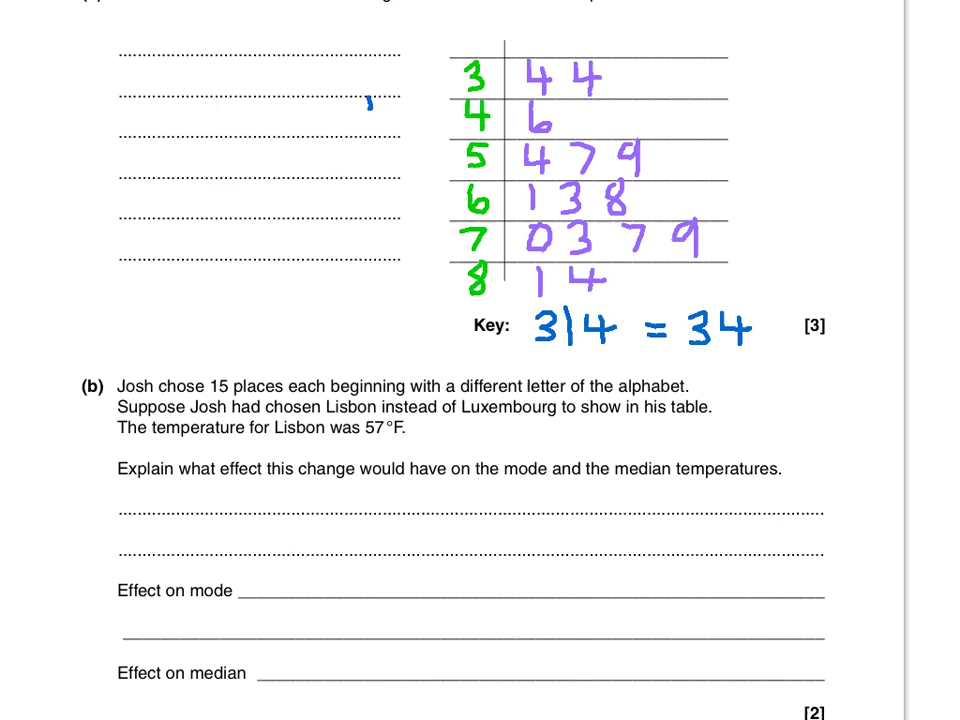 3 4 4
4 6
5 4 7 9
6 1 3 8
7 0 3 7 9
8 1 4
Key: 3|4 = 34 [3]
(b) Josh chose 15 places each beginning with a different letter of the alphabet.
Suppose Josh had chosen Lisbon instead of Luxembourg to show in his table.
The temperature for Lisbon was 57°F.
Explain what effect this change would have on the mode and the median temperatures.
Effect on mode
Effect on median
[2]